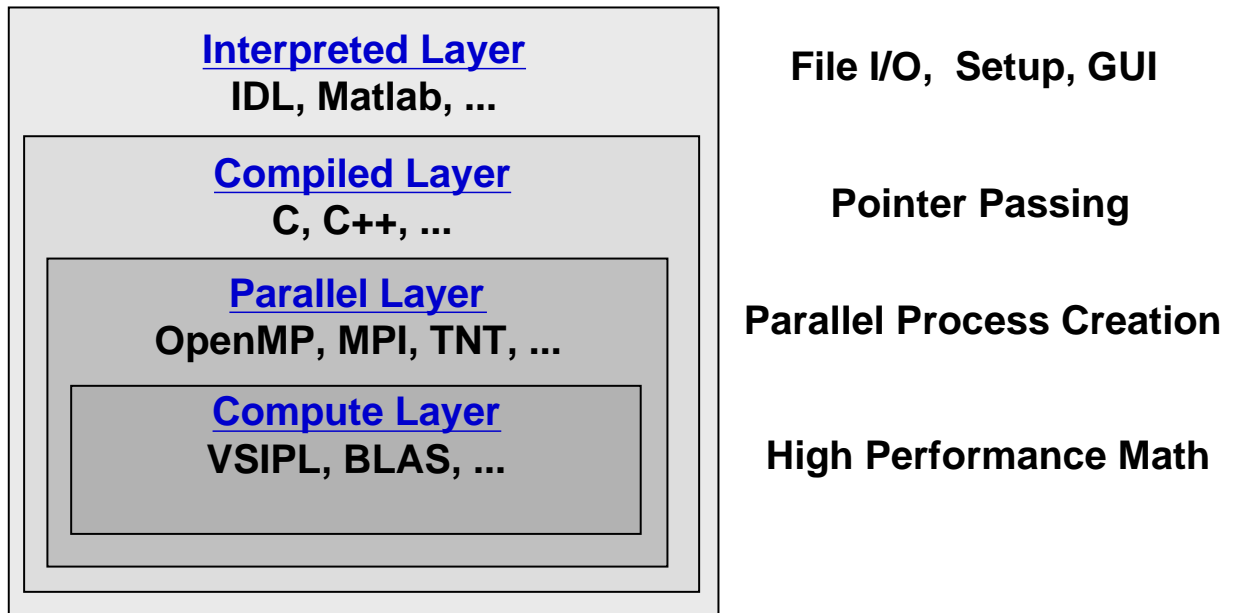 Interpreted Layer
IDL, Matlab, ...
File I/O, Setup, GUI
Compiled Layer
C, C++, ...
Pointer Passing
Parallel Layer
OpenMP, MPI, TNT, ...
Parallel Process Creation
Compute Layer
VSIPL, BLAS, ...
High Performance Math